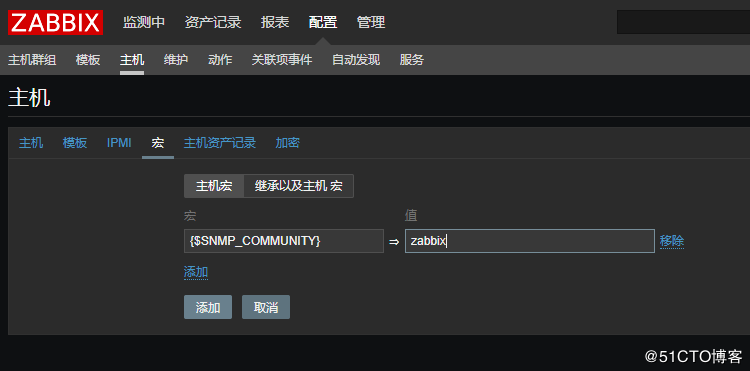 ZABBIX 监测中 资产记录 报表 配置 管理
主机群组 模板 主机 维护 动作 关联项事件 自动发现 服务
主机
主机 模板 IPMI 宏 主机资产记录 加密
主机宏 继承以及主机 宏
宏 值
{$SNMP_COMMUNITY} ⇒ zabbix 移除
添加
添加 取消
@51CTO博客